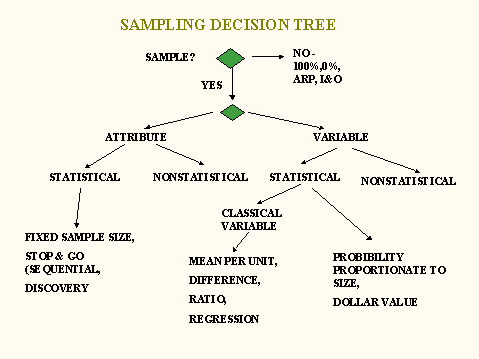 SAMPLING DECISION TREE
SAMPLE?
NO -
100%,0%,
ARP, I&O
YES
ATTRIBUTE
VARIABLE
STATISTICAL
NONSTATISTICAL
STATISTICAL
NONSTATISTICAL
CLASSICAL
VARIABLE
FIXED SAMPLE SIZE,
STOP & GO
(SEQUENTIAL,
DISCOVERY
MEAN PER UNIT,
DIFFERENCE,
RATIO,
REGRESSION
PROBIBILITY
PROPORTIONATE TO
SIZE,
DOLLAR VALUE